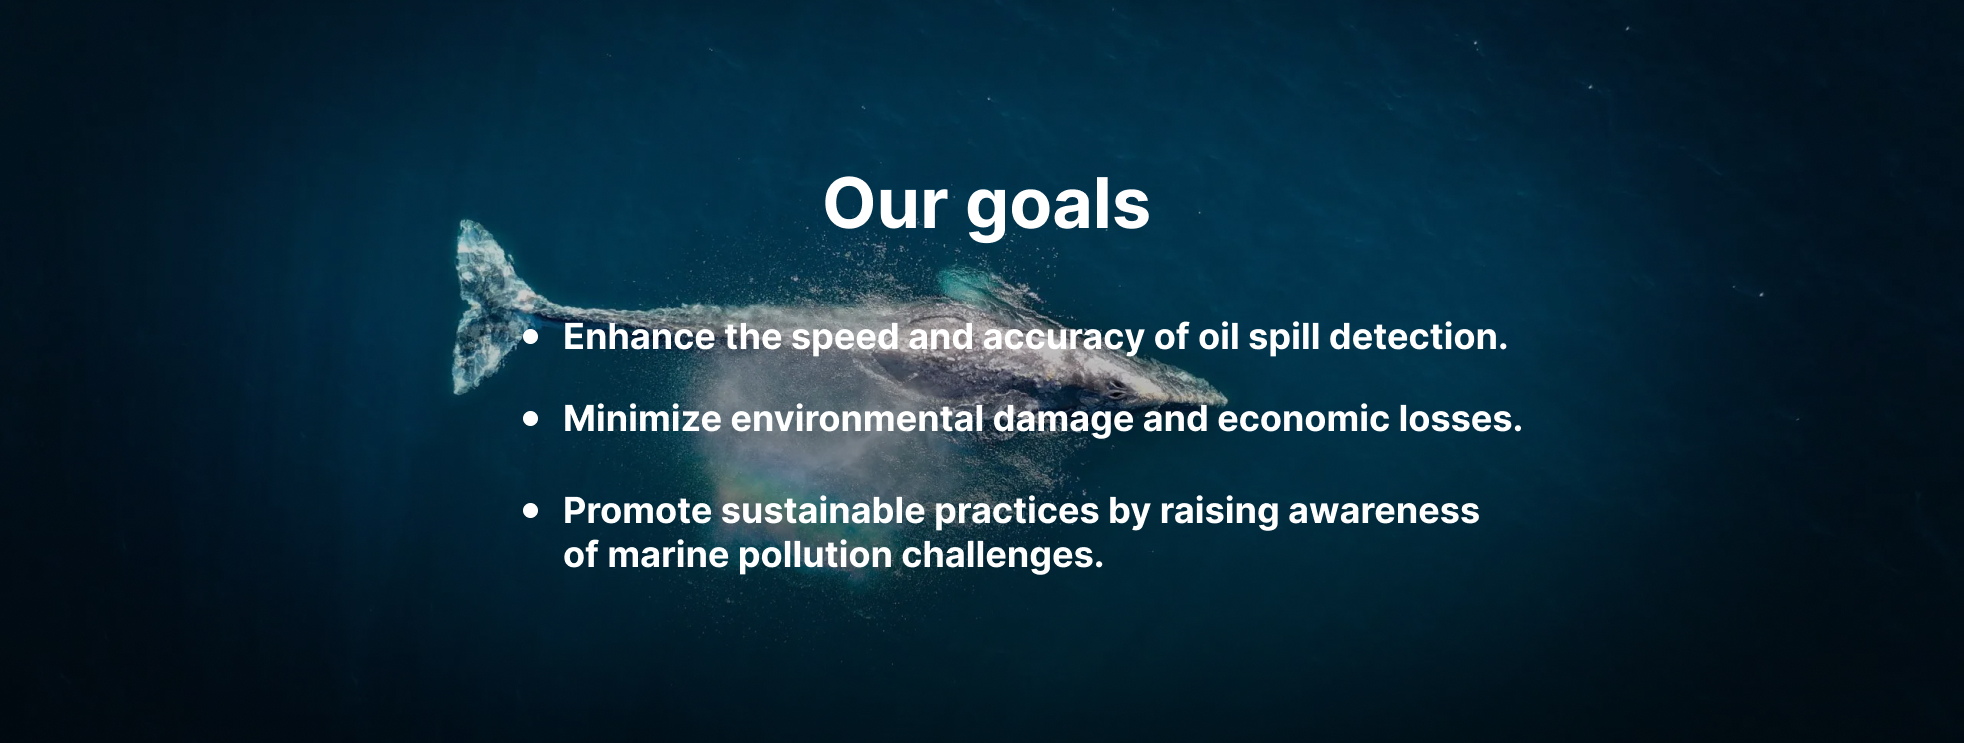 Our goals
• Enhance the speed and accuracy of oil spill detection.
• Minimize environmental damage and economic losses.
• Promote sustainable practices by raising awareness
of marine pollution challenges.